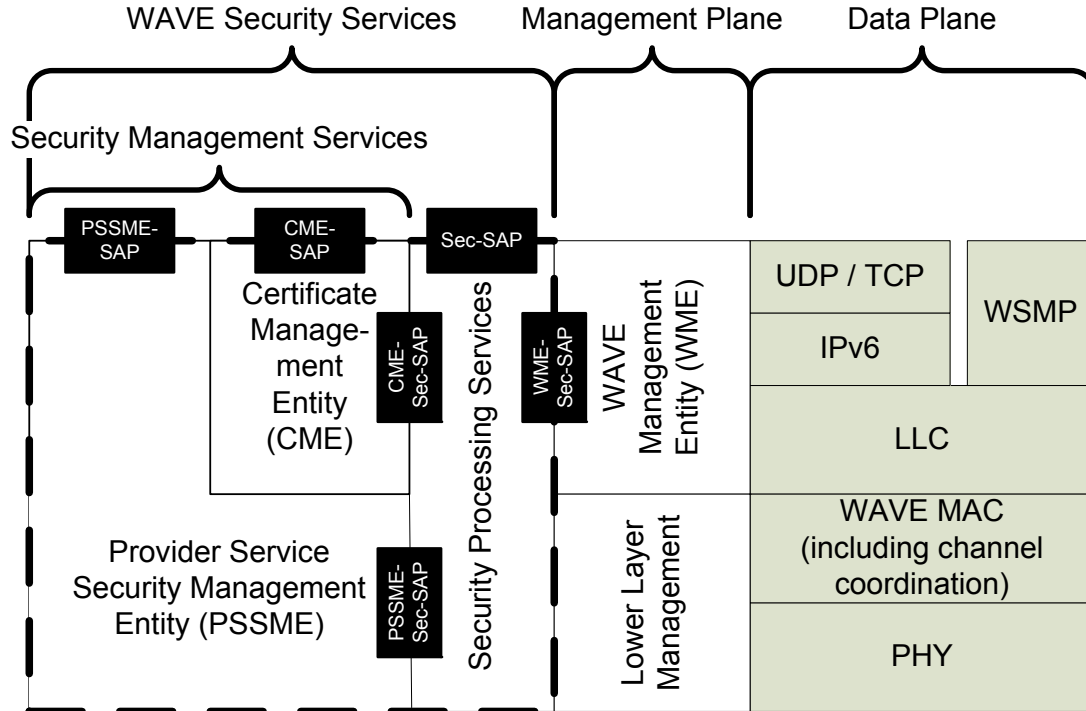 WAVE Security Services
Management Plane
Data Plane
Security Management Services
PSSME-
SAP
CME-
SAP
Sec-SAP
Certificate
Manage-
ment
Entity
(CME)
CME-
Sec-SAP
Security Processing Services
WME-
Sec-SAP
WAVE
Management
Entity (WME)
UDP / TCP
IPv6
WSMP
LLC
Provider Service
Security Management
Entity (PSSME)
PSSME-
Sec-SAP
Lower Layer
Management
WAVE MAC
(including channel
coordination)
PHY